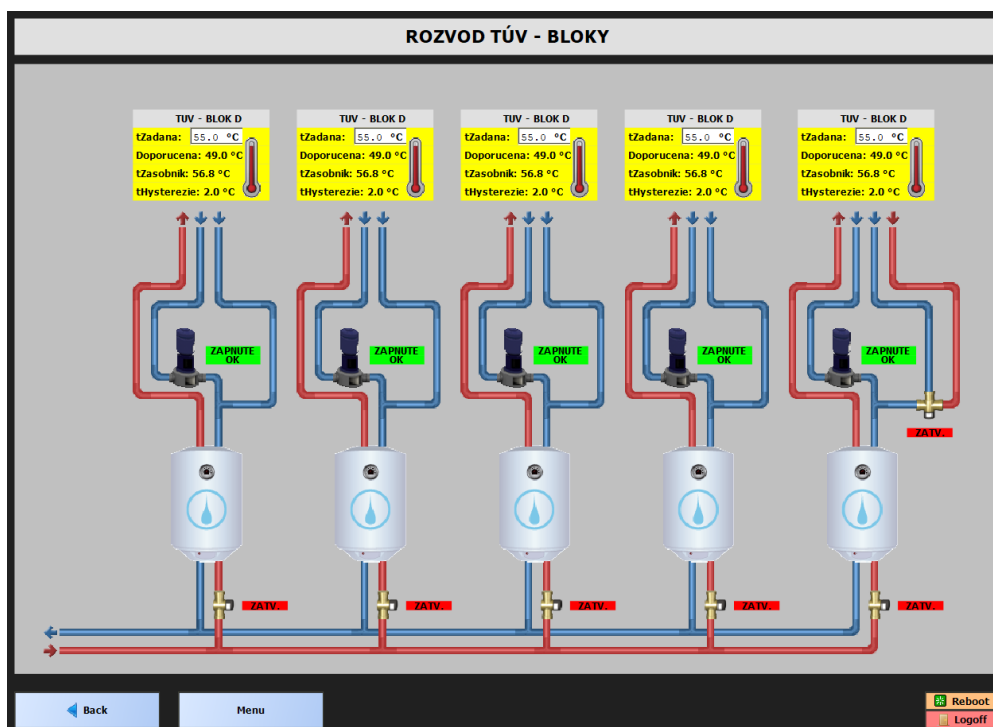 ROZVOD TÚV - BLOKY
TUV - BLOK D
tZadana: 55.0 °C
Doporucena: 49.0 °C
tZasobnik: 56.8 °C
tHysterezie: 2.0 °C
TUV - BLOK D
tZadana: 55.0 °C
Doporucena: 49.0 °C
tZasobnik: 56.8 °C
tHysterezie: 2.0 °C
TUV - BLOK D
tZadana: 55.0 °C
Doporucena: 49.0 °C
tZasobnik: 56.8 °C
tHysterezie: 2.0 °C
TUV - BLOK D
tZadana: 55.0 °C
Doporucena: 49.0 °C
tZasobnik: 56.8 °C
tHysterezie: 2.0 °C
TUV - BLOK D
tZadana: 55.0 °C
Doporucena: 49.0 °C
tZasobnik: 56.8 °C
tHysterezie: 2.0 °C
ZAPNUTE
OK
ZAPNUTE
OK
ZAPNUTE
OK
ZAPNUTE
OK
ZAPNUTE
OK
ZATV.
ZATV.
ZATV.
ZATV.
ZATV.
ZATV.
Back
Menu
Reboot
Logoff